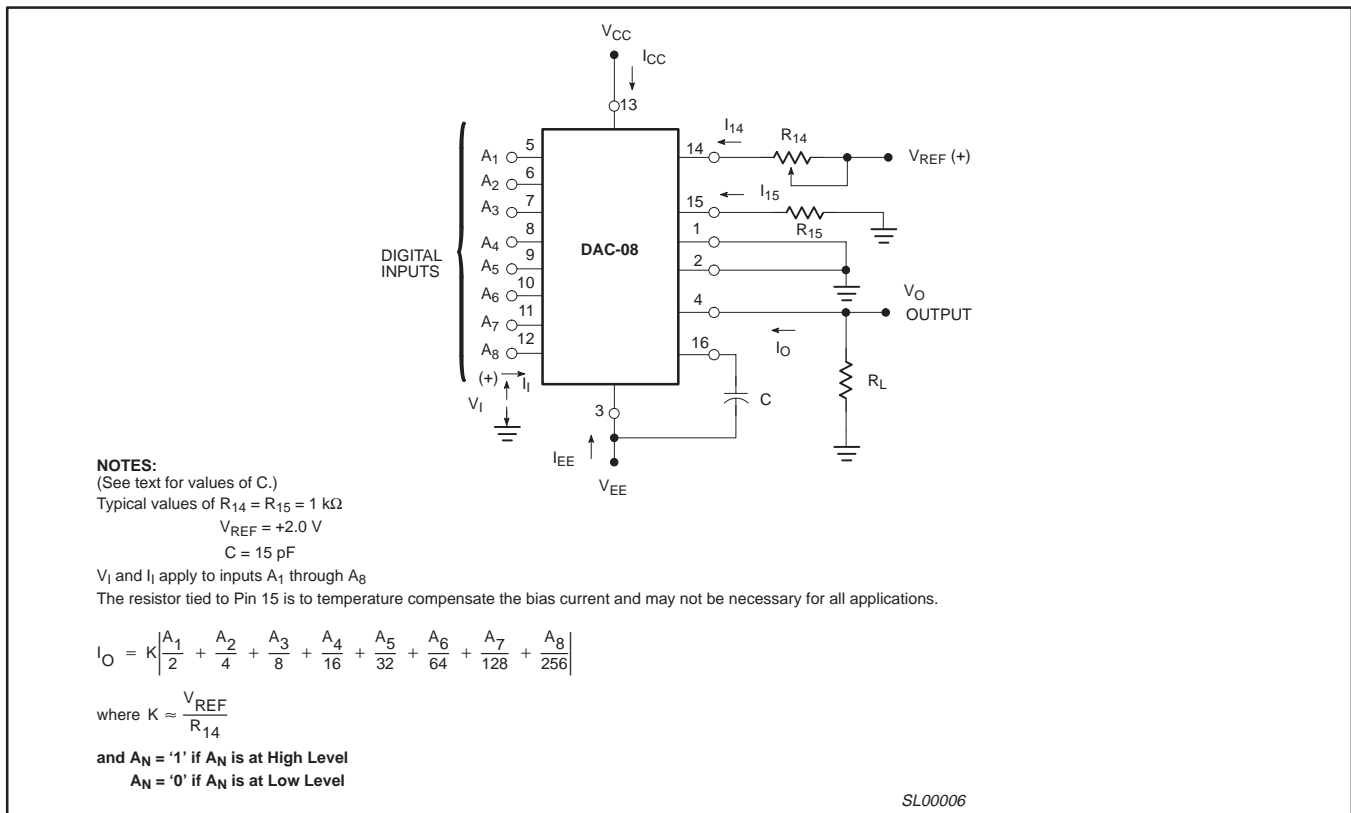 VCC
ICC
13
DIGITAL
INPUTS
A1 5
A2 6
A3 7
A4 8
A5 9
A6 10
A7 11
A8 12
(+) II
VI
DAC-08
14 I14 R14 VREF (+)
15 I15 R15
1
2
4 IO VO
OUTPUT
16 C RL
3
IEE
VEE
NOTES:
(See text for values of C.)
Typical values of R14 = R15 = 1 kΩ
VREF = +2.0 V
C = 15 pF
VI and II apply to inputs A1 through A8
The resistor tied to Pin 15 is to temperature compensate the bias current and may not be necessary for all applications.
IO = K|A1/2 + A2/4 + A3/8 + A4/16 + A5/32 + A6/64 + A7/128 + A8/256|
where K ≈ VREF/R14
and AN = ‘1’ if AN is at High Level
AN = ‘0’ if AN is at Low Level
SL00006